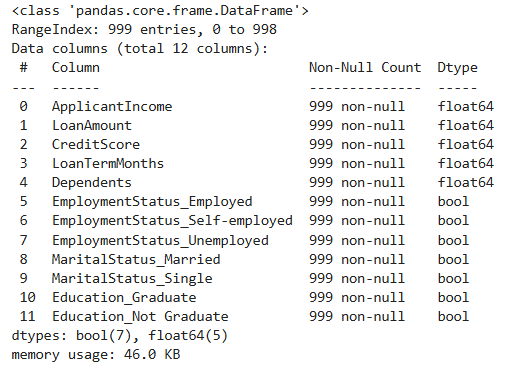 <class 'pandas.core.frame.DataFrame'>
RangeIndex: 999 entries, 0 to 998
Data columns (total 12 columns):
 #   Column                       Non-Null Count  Dtype
---  ------                       --------------  -----
 0   ApplicantIncome              999 non-null    float64
 1   LoanAmount                   999 non-null    float64
 2   CreditScore                  999 non-null    float64
 3   LoanTermMonths               999 non-null    float64
 4   Dependents                   999 non-null    float64
 5   EmploymentStatus_Employed    999 non-null    bool
 6   EmploymentStatus_Self-employed  999 non-null    bool
 7   EmploymentStatus_Unemployed  999 non-null    bool
 8   MaritalStatus_Married        999 non-null    bool
 9   MaritalStatus_Single         999 non-null    bool
 10  Education_Graduate           999 non-null    bool
 11  Education_Not Graduate       999 non-null    bool
dtypes: bool(7), float64(5)
memory usage: 46.0 KB